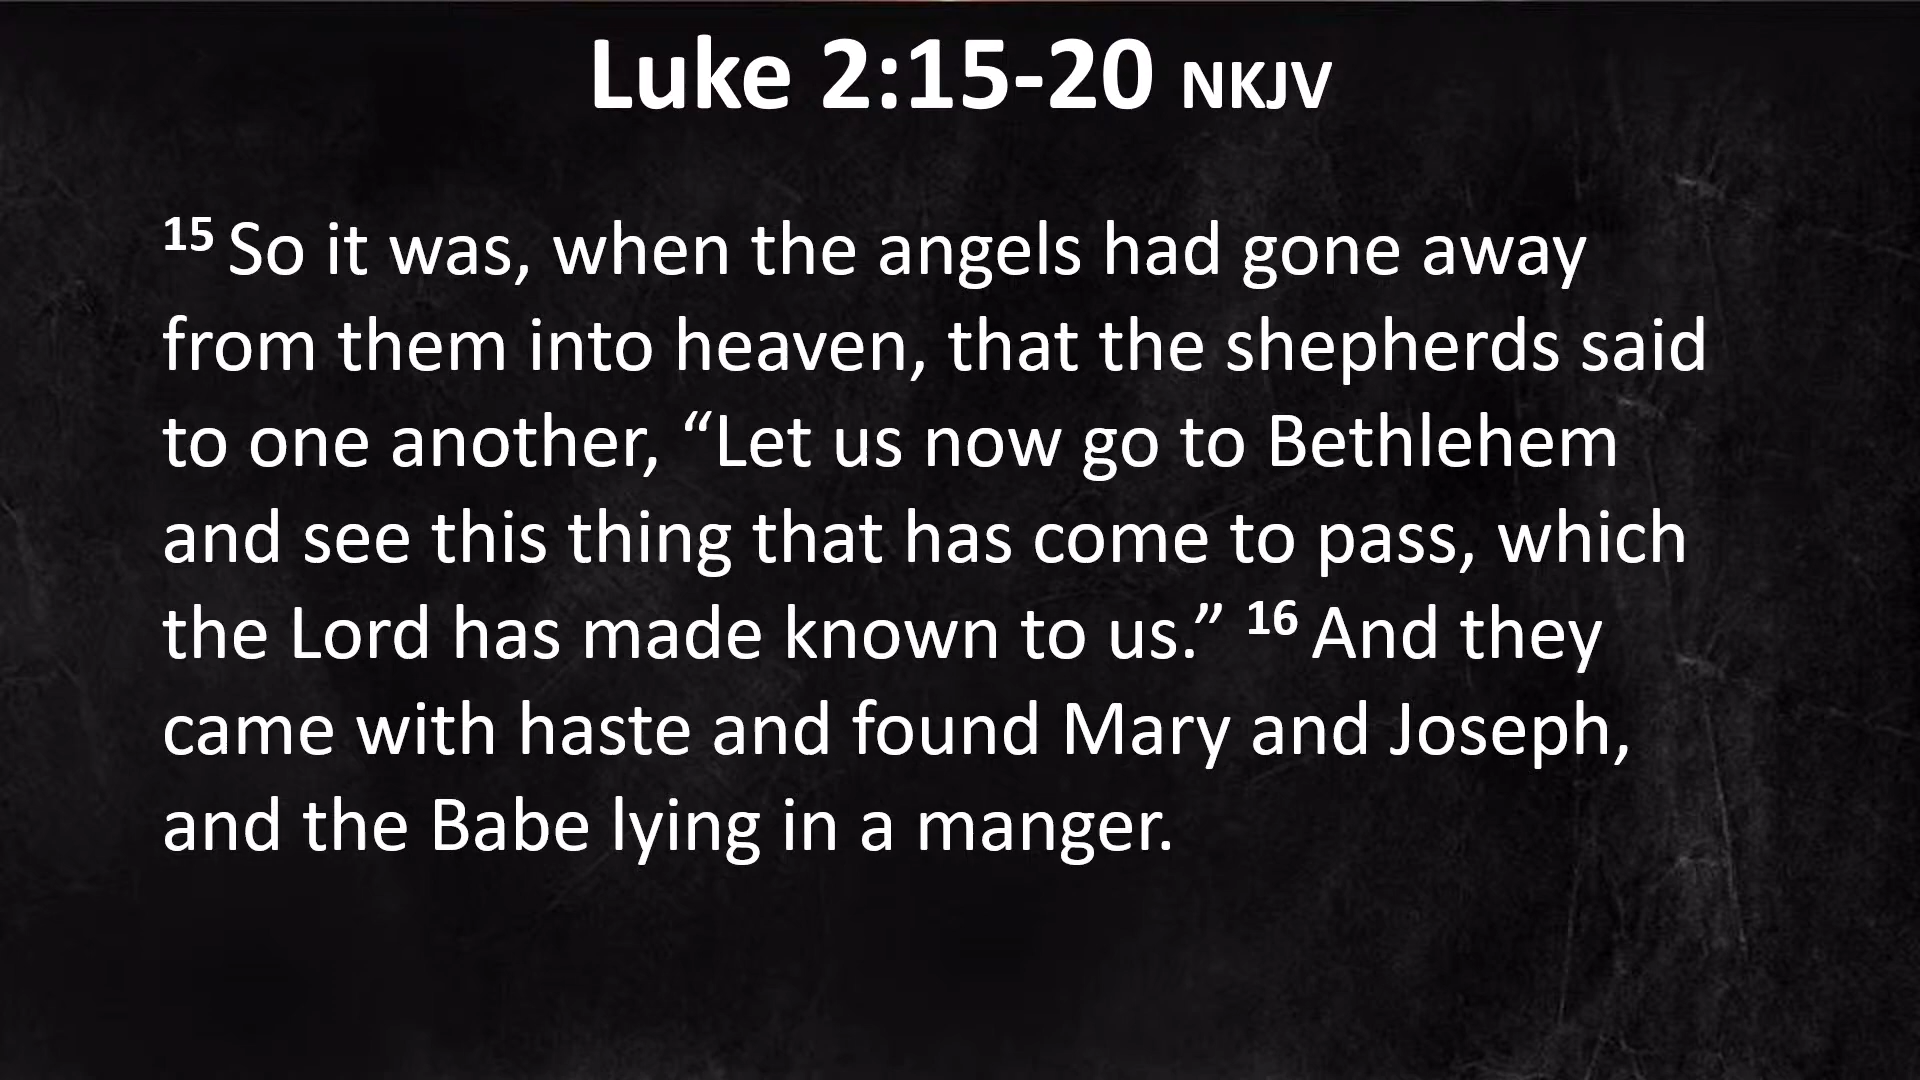 Luke 2:15-20 NKJV
15 So it was, when the angels had gone away
from them into heaven, that the shepherds said
to one another, “Let us now go to Bethlehem
and see this thing that has come to pass, which
the Lord has made known to us.” 16 And they
came with haste and found Mary and Joseph,
and the Babe lying in a manger.